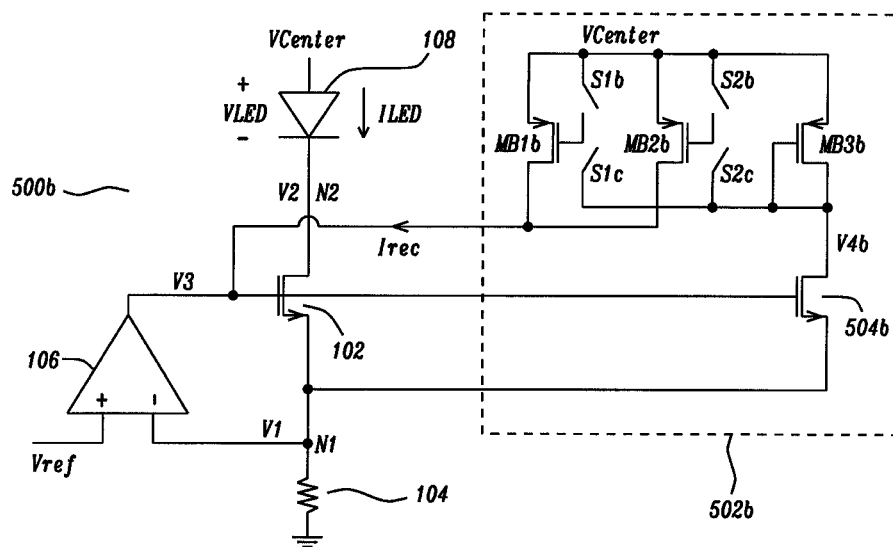 VCenter
108
+
VLED
-
ILED
500b
V2
N2
VCenter
S1b
S2b
MB1b
MB2b
MB3b
S1c
S2c
Irec
V4b
V3
102
504b
106
+
-
V1
N1
Vref
104
502b